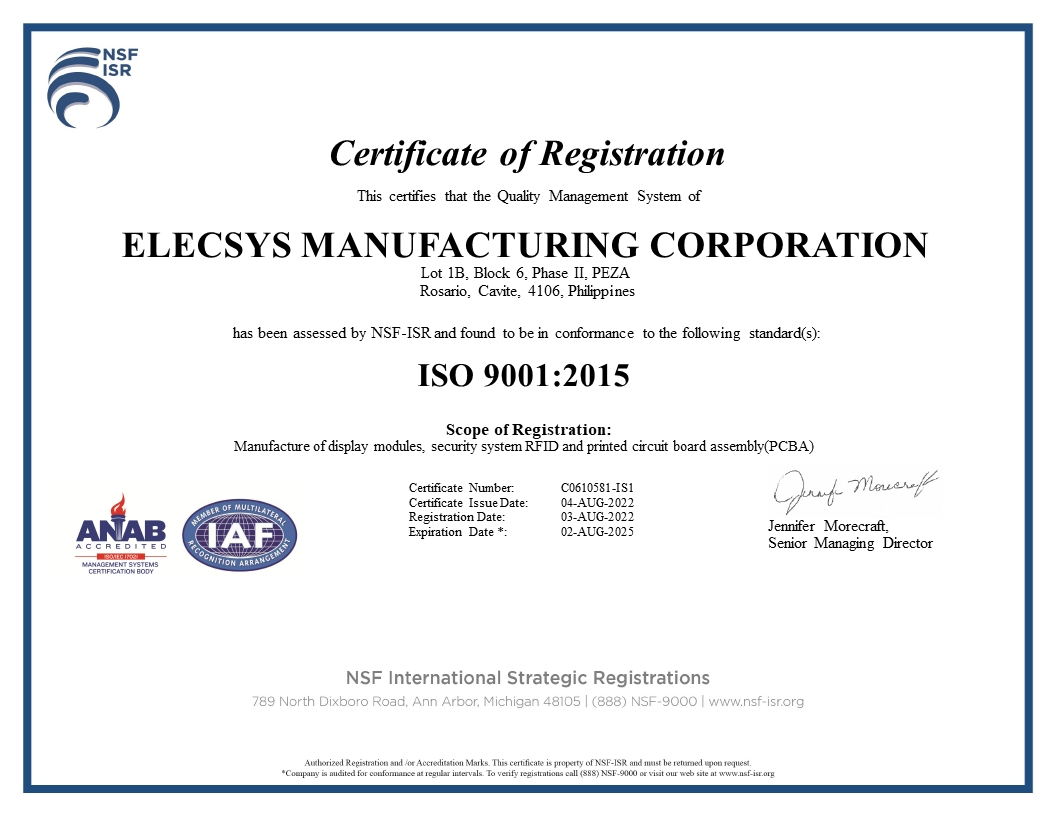 NSF
ISR
Certificate of Registration
This certifies that the Quality Management System of
ELECSYS MANUFACTURING CORPORATION
Lot 1B, Block 6, Phase II, PEZA
Rosario, Cavite, 4106, Philippines
has been assessed by NSF-ISR and found to be in conformance to the following standard(s):
ISO 9001:2015
Scope of Registration:
Manufacture of display modules, security system RFID and printed circuit board assembly(PCBA)
Certificate Number: C0610581-IS1
Certificate Issue Date: 04-AUG-2022
Registration Date: 03-AUG-2022
Expiration Date *: 02-AUG-2025
Jennifer Morecraft
Jennifer Morecraft,
Senior Managing Director
ANAB
ACCREDITED
ISO/IEC 17021
MANAGEMENT SYSTEMS
CERTIFICATION BODY
MEMBER OF MULTILATERAL
IAF
RECOGNITION ARRANGEMENT
NSF International Strategic Registrations
789 North Dixboro Road, Ann Arbor, Michigan 48105 | (888) NSF-9000 | www.nsf-isr.org
Authorized Registration and /or Accreditation Marks. This certificate is property of NSF-ISR and must be returned upon request.
*Company is audited for conformance at regular intervals. To verify registrations call (888) NSF-9000 or visit our web site at www.nsf-isr.org